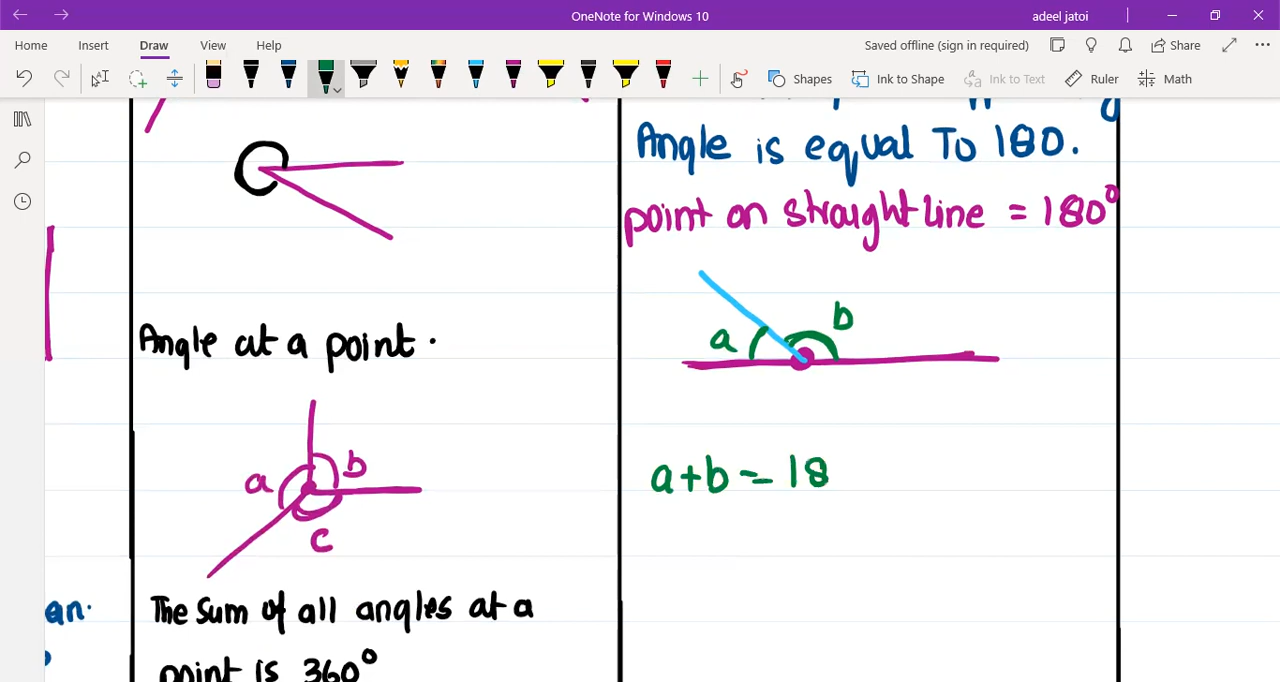 OneNote for Windows 10
adeel jatoi
Home Insert Draw View Help
Saved offline (sign in required)
Share
Shapes
Ink to Shape
Ink to Text
Ruler
Math
Angle is equal To 180.
point on straight line = 180°
a
b
a+b = 18
Angle at a point.
a
b
c
an.
The sum of all angles at a
point is 360°